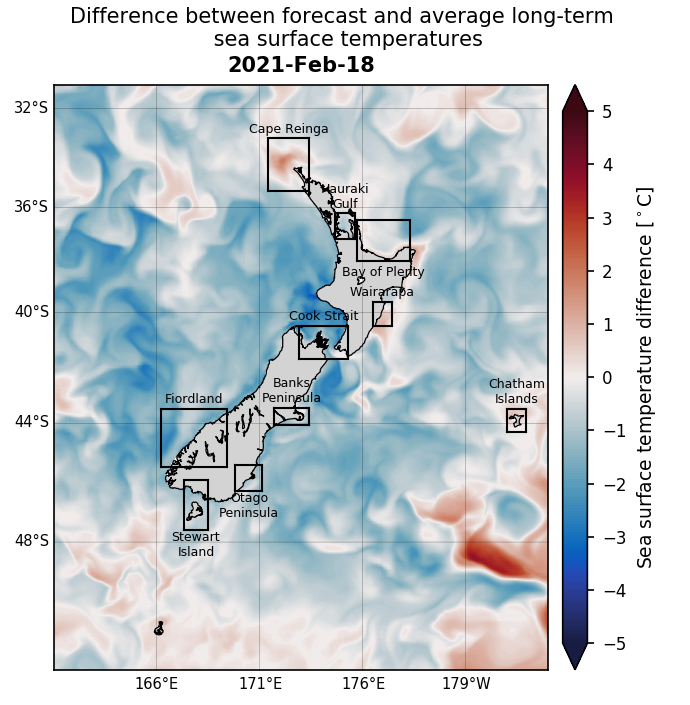 Difference between forecast and average long-term
sea surface temperatures
2021-Feb-18
32°S
36°S
40°S
44°S
48°S
166°E
171°E
176°E
179°W
Cape Reinga
Hauraki
Gulf
Bay of Plenty
Wairarapa
Cook Strait
Banks
Peninsula
Fiordland
Chatham
Islands
Otago
Peninsula
Stewart
Island
5
4
3
2
1
0
−1
−2
−3
−4
−5
Sea surface temperature difference [°C]